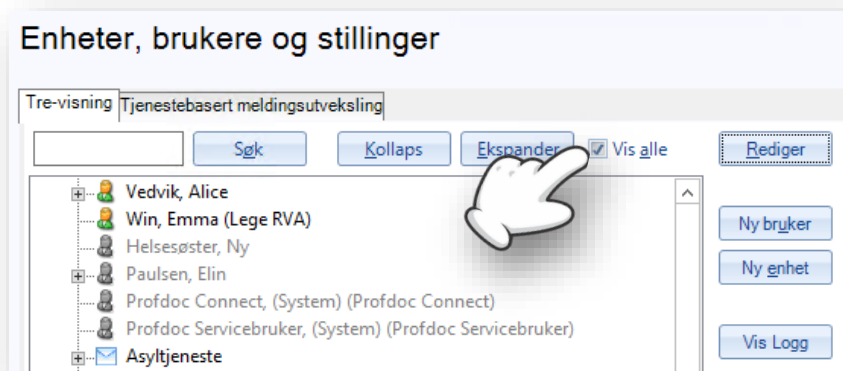 Enheter, brukere og stillinger
Tre-visning Tjenestebasert meldingsutveksling
Søk Kollaps Ekspander Vis alle Rediger
Vedvik, Alice
Win, Emma (Lege RVA)
Ny bruker
Helsesøster, Ny
Paulsen, Elin
Ny enhet
Profdoc Connect, (System) (Profdoc Connect)
Profdoc Servicebruker, (System) (Profdoc Servicebruker)
Vis Logg
Asyltjeneste